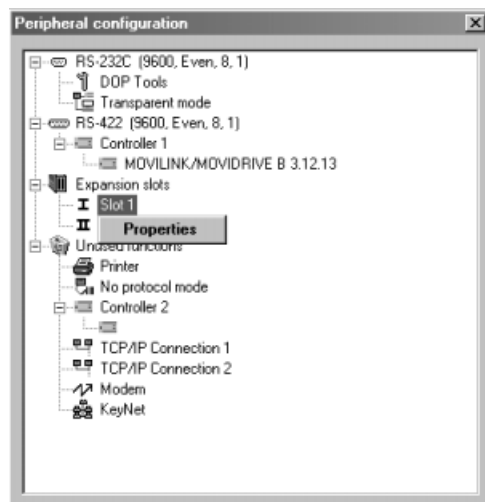 Peripheral configuration
RS-232C (9600, Even, 8, 1)
DOP Tools
Transparent mode
RS-422 (9600, Even, 8, 1)
Controller 1
MOVILINK/MOVIDRIVE B 3.12.13
Expansion slots
I Slot 1
II
Properties
Unused functions
Printer
No protocol mode
Controller 2
TCP/IP Connection 1
TCP/IP Connection 2
Modem
KeyNet